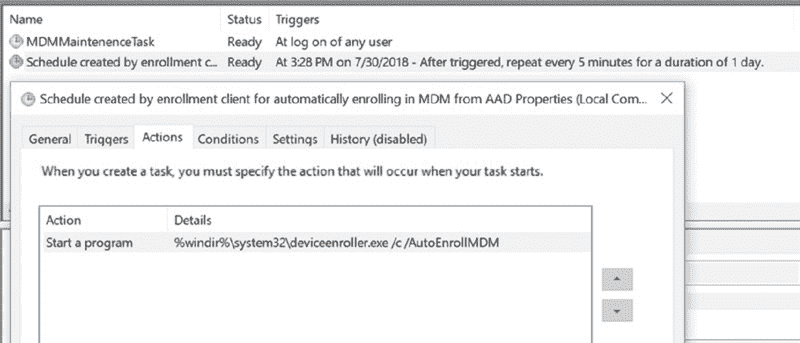 Name Status Triggers
MDMMaintenenceTask Ready At log on of any user
Schedule created by enrollment c... Ready At 3:28 PM on 7/30/2018 - After triggered, repeat every 5 minutes for a duration of 1 day.
Schedule created by enrollment client for automatically enrolling in MDM from AAD Properties (Local Com...
General Triggers Actions Conditions Settings History (disabled)
When you create a task, you must specify the action that will occur when your task starts.
Action Details
Start a program %windir%\system32\deviceenroller.exe /c /AutoEnrollMDM